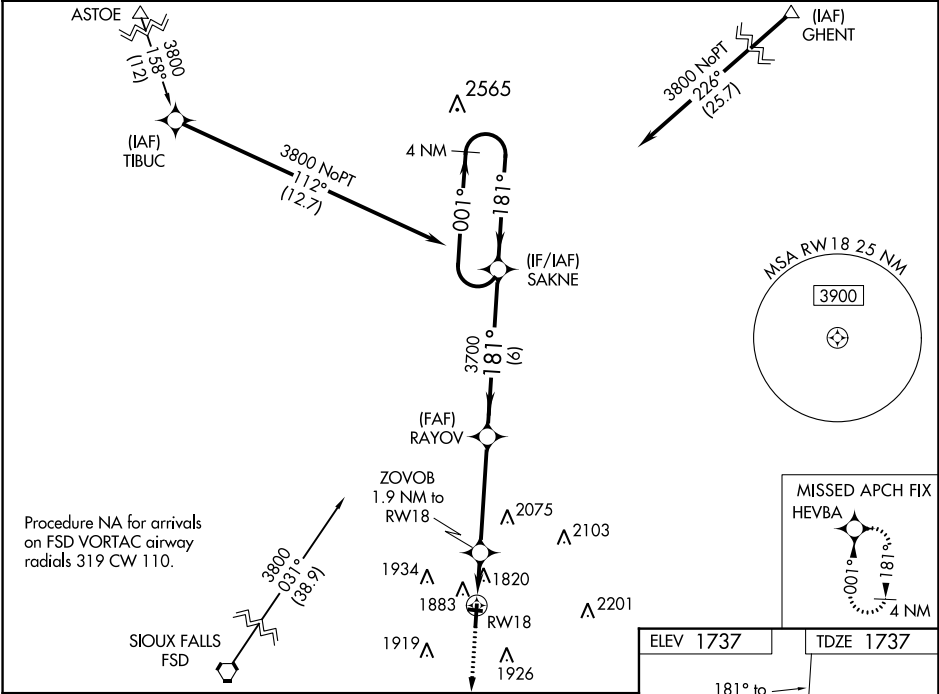 ASTOE
3800
158°
(12)
(IAF)
TIBUC
3800 NoPT
112°
(12.7)
2565
4 NM
001°
181°
(IF/IAF)
SAKNE
(IAF)
GHENT
3800 NoPT
226°
(25.7)
MSA RW18 25 NM
3900
3700
181°
(6)
(FAF)
RAYOV
ZOVOB
1.9 NM to
RW18
2075
2103
1934
1820
1883
RW18
2201
1919
1926
Procedure NA for arrivals
on FSD VORTAC airway
radials 319 CW 110.
3800
031°
(38.9)
SIOUX FALLS
FSD
MISSED APCH FIX
HEVBA
001°
181°
4 NM
ELEV 1737
TDZE 1737
181° to